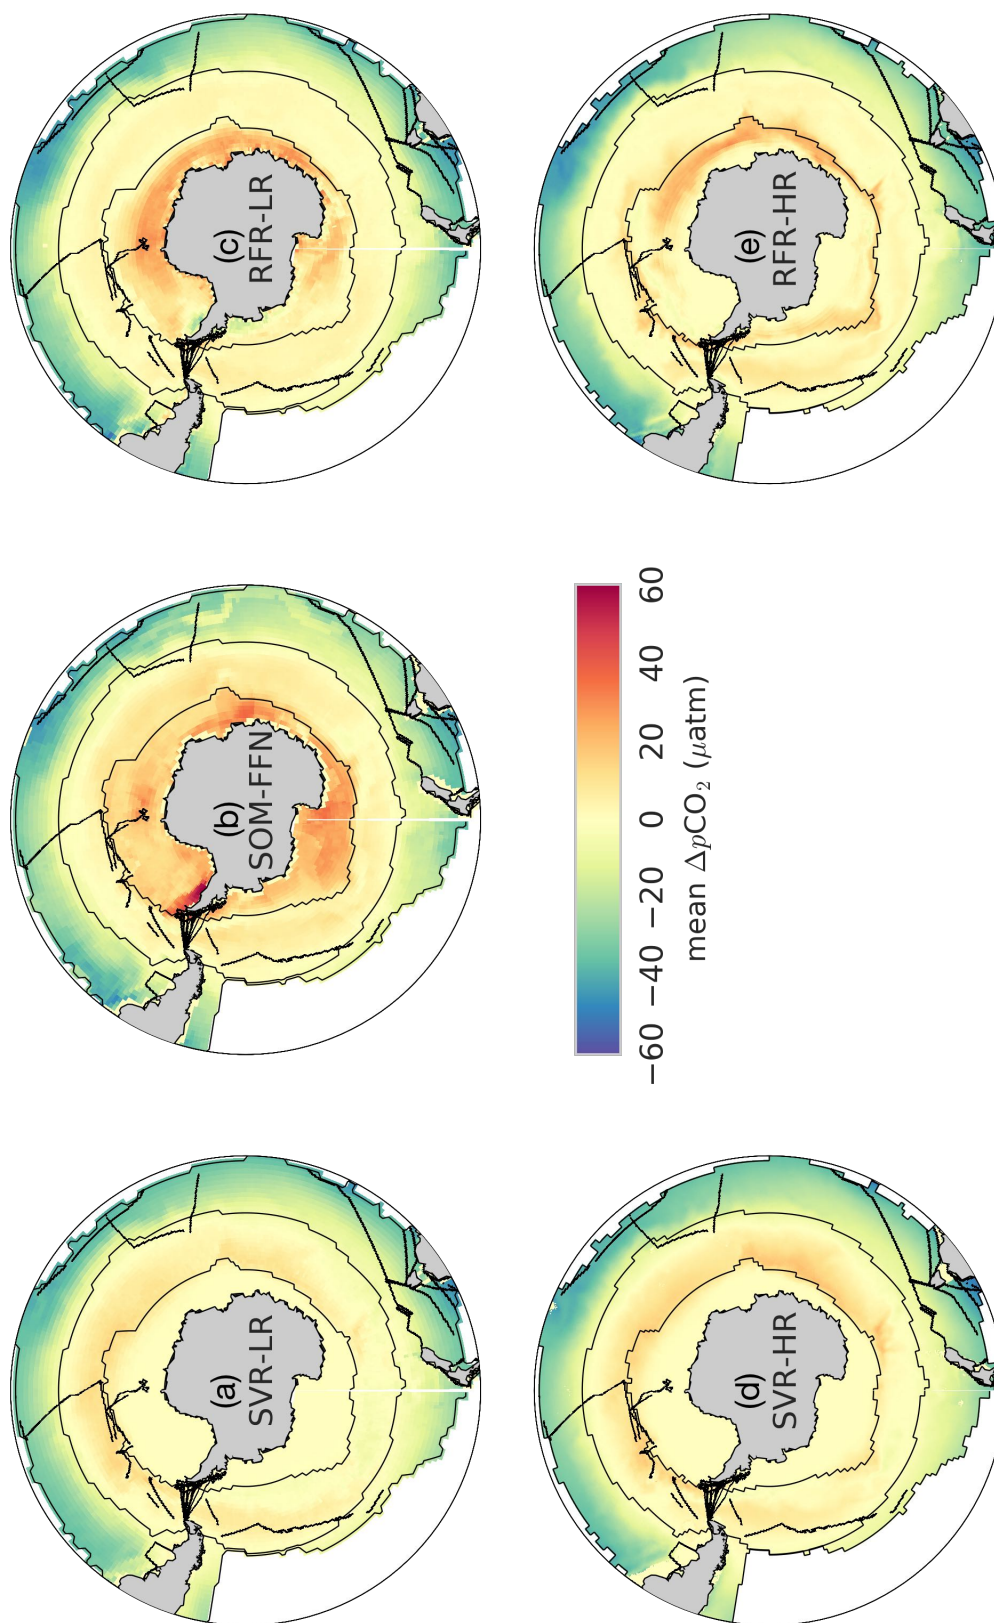 (a)
SVR-LR
(b)
SOM-FFN
(c)
RFR-LR
(d)
SVR-HR
−60 −40 −20 0 20 40 60
mean ΔpCO₂ (μatm)
(e)
RFR-HR